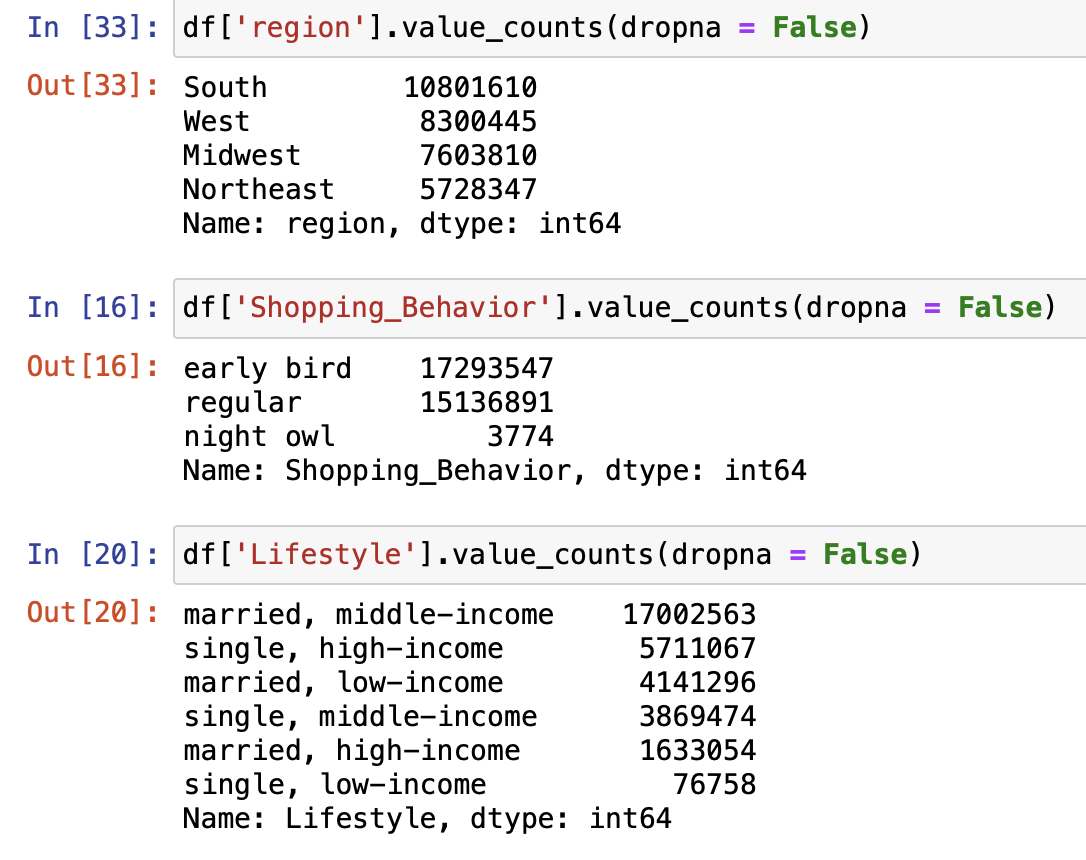 In [33]: df['region'].value_counts(dropna = False)
Out[33]: South 10801610
West 8300445
Midwest 7603810
Northeast 5728347
Name: region, dtype: int64
In [16]: df['Shopping_Behavior'].value_counts(dropna = False)
Out[16]: early bird 17293547
regular 15136891
night owl 3774
Name: Shopping_Behavior, dtype: int64
In [20]: df['Lifestyle'].value_counts(dropna = False)
Out[20]: married, middle-income 17002563
single, high-income 5711067
married, low-income 4141296
single, middle-income 3869474
married, high-income 1633054
single, low-income 76758
Name: Lifestyle, dtype: int64